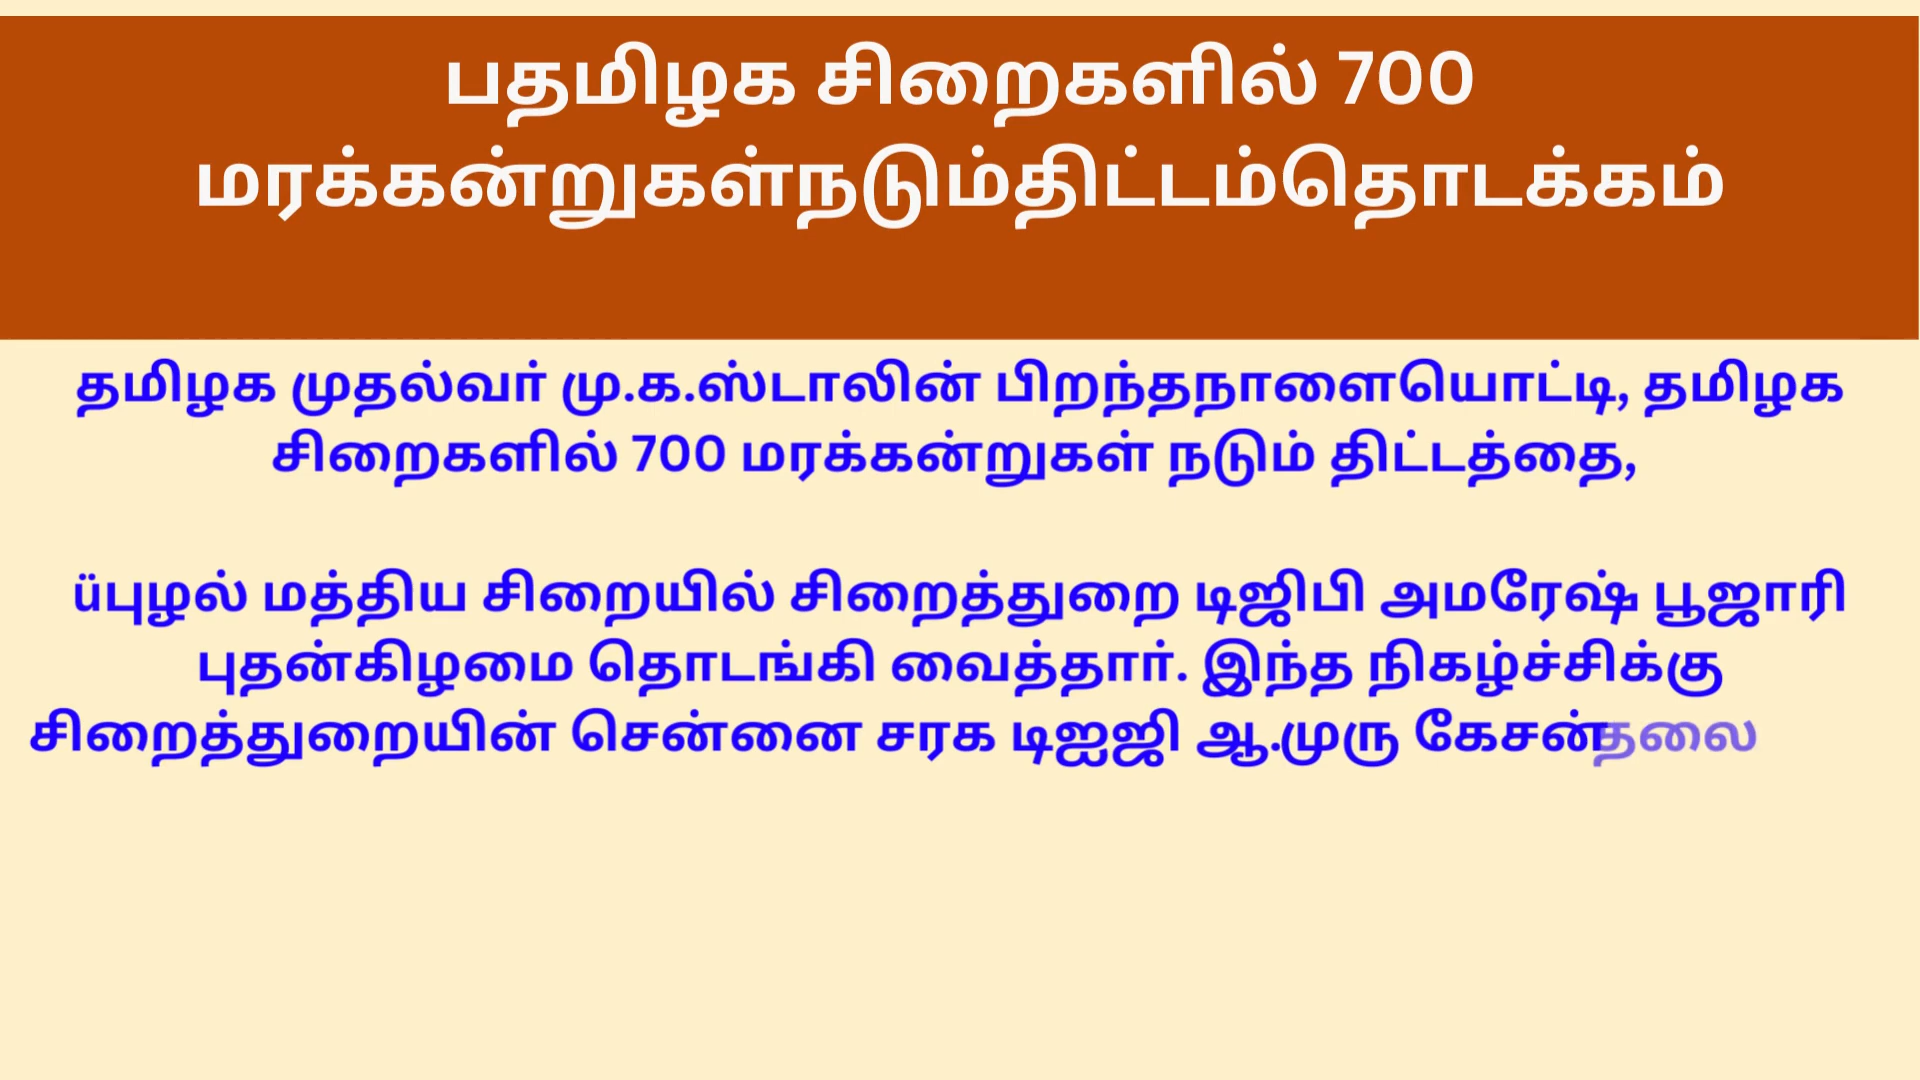 பதமிழக சிறைகளில் 700
மரக்கன்றுகள்நடும்திட்டம்தொடக்கம்
தமிழக முதல்வர் மு.க.ஸ்டாலின் பிறந்தநாளையொட்டி, தமிழக
சிறைகளில் 700 மரக்கன்றுகள் நடும் திட்டத்தை,
üபுழல் மத்திய சிறையில் சிறைத்துறை டிஜிபி அமரேஷ் பூஜாரி
புதன்கிழமை தொடங்கி வைத்தார். இந்த நிகழ்ச்சிக்கு
சிறைத்துறையின் சென்னை சரக டிஐஜி ஆ.முரு கேசன்தலை